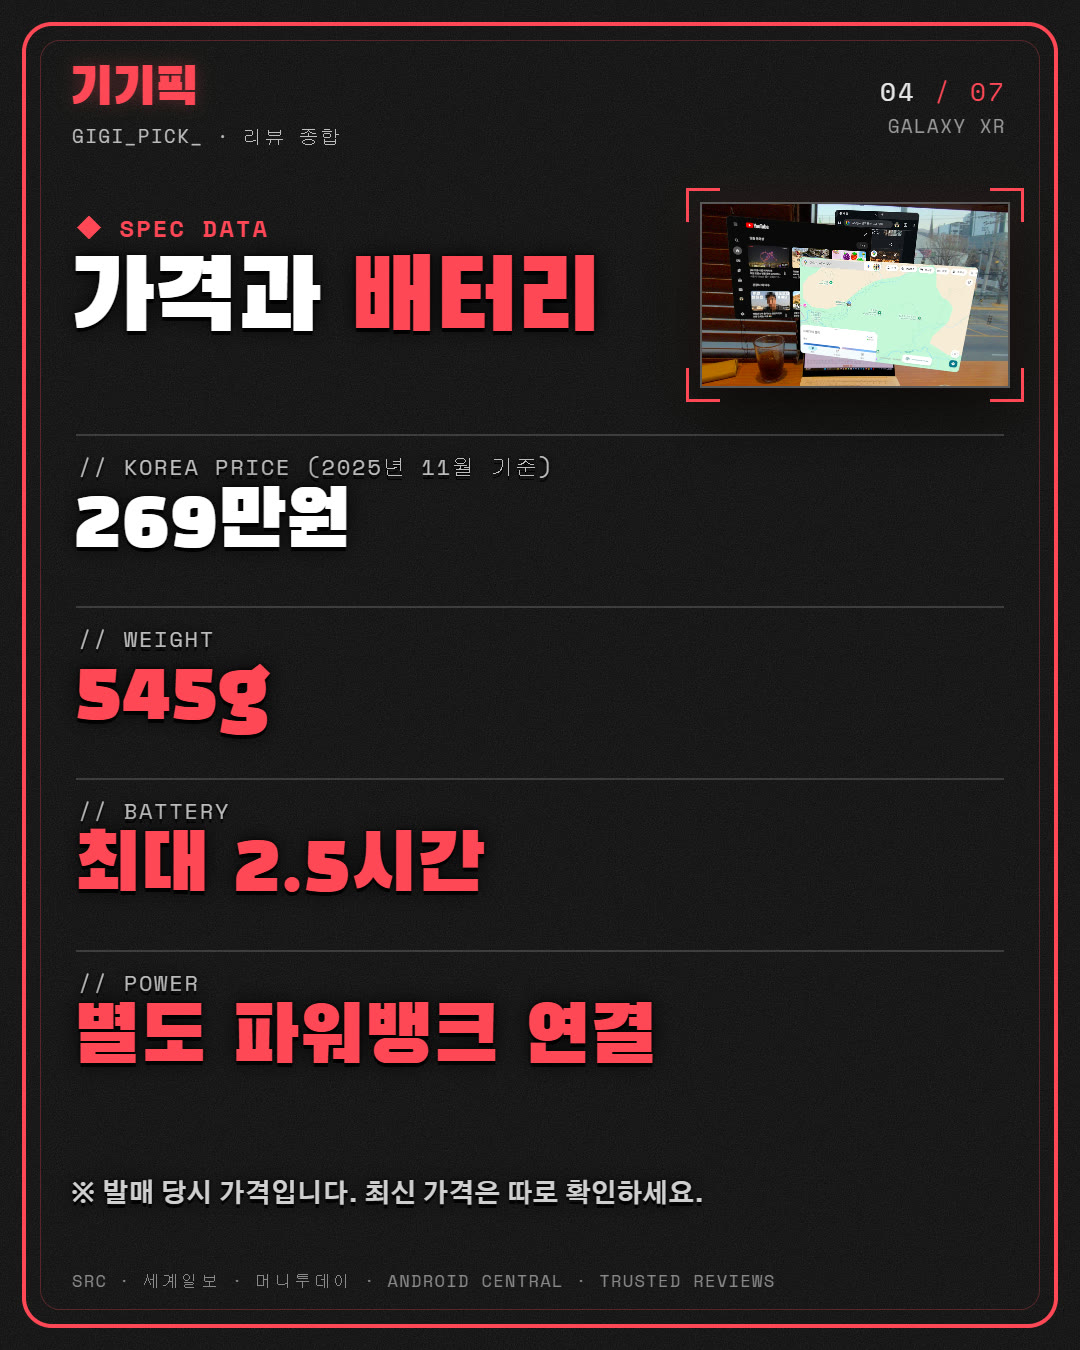 기기픽
GIGI_PICK_ · 리뷰 종합
04 / 07
GALAXY XR
◆ SPEC DATA
가격과 배터리
YouTube
// KOREA PRICE (2025년 11월 기준)
269만원
// WEIGHT
545g
// BATTERY
최대 2.5시간
// POWER
별도 파워뱅크 연결
※ 발매 당시 가격입니다. 최신 가격은 따로 확인하세요.
SRC · 세계일보 · 머니투데이 · ANDROID CENTRAL · TRUSTED REVIEWS